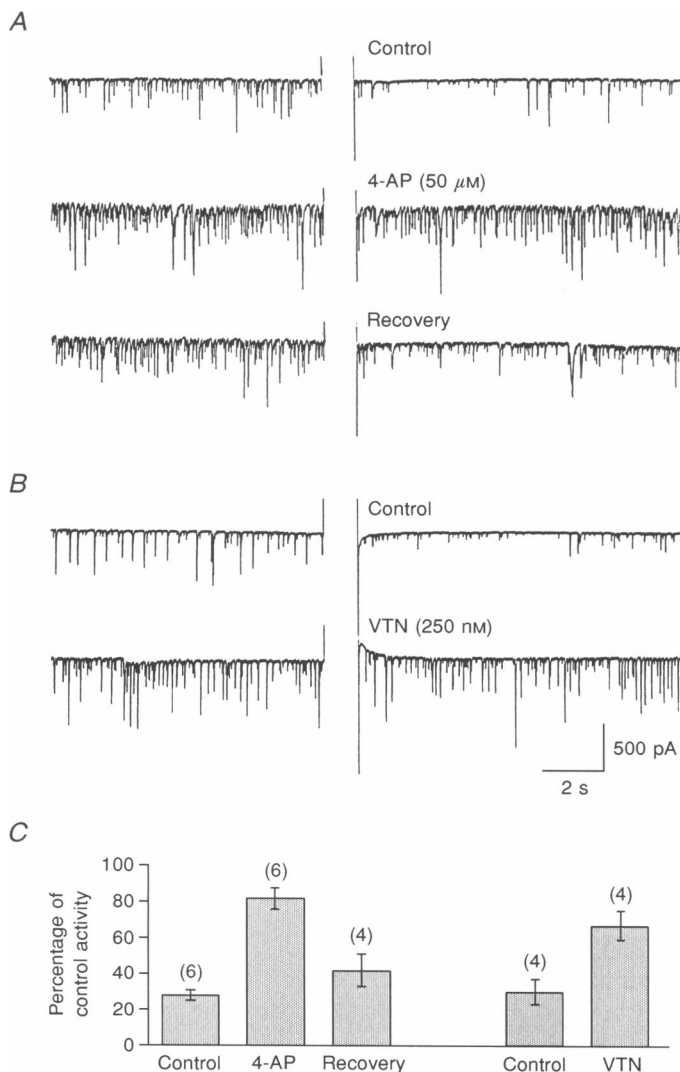 A
Control
4-AP (50 μM)
Recovery
B
Control
VTN (250 nM)
500 pA
2 s
C
Percentage of
control activity
100
80
60
40
20
0
(6)
(6)
(4)
(4)
(4)
Control
4-AP
Recovery
Control
VTN